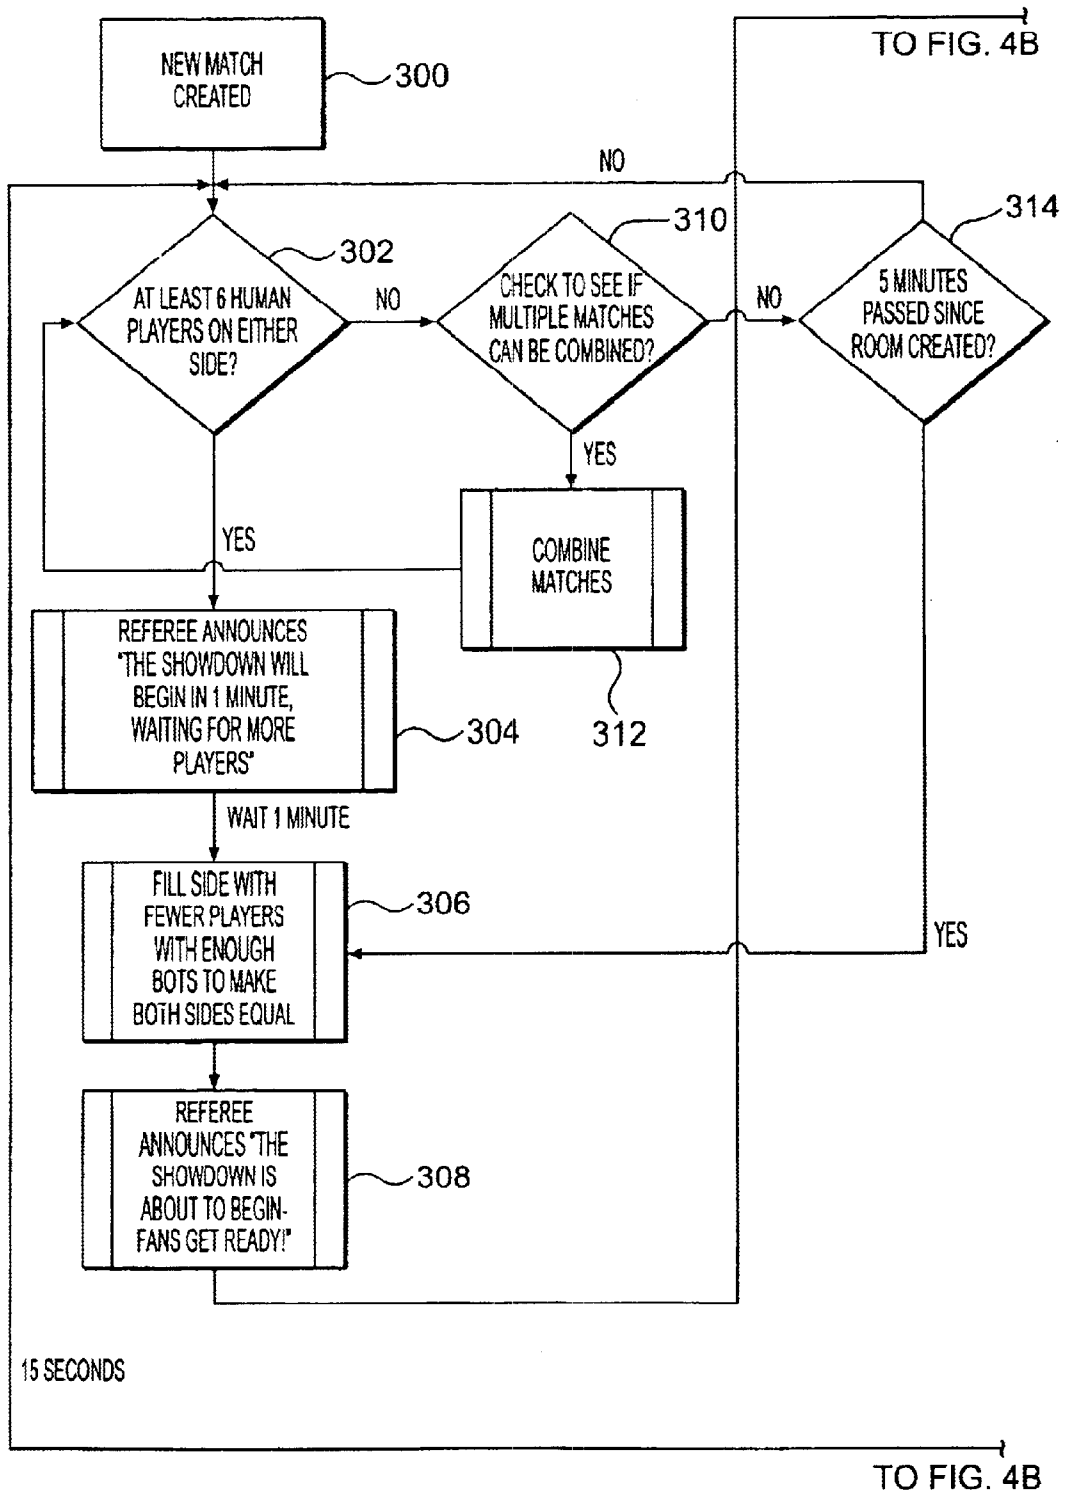 TO FIG. 4B
NEW MATCH
CREATED
300
NO
302
310
314
AT LEAST 6 HUMAN
PLAYERS ON EITHER
SIDE?
NO
CHECK TO SEE IF
MULTIPLE MATCHES
CAN BE COMBINED?
NO
5 MINUTES
PASSED SINCE
ROOM CREATED?
YES
YES
COMBINE
MATCHES
312
REFEREE ANNOUNCES
"THE SHOWDOWN WILL
BEGIN IN 1 MINUTE,
WAITING FOR MORE
PLAYERS"
304
WAIT 1 MINUTE
FILL SIDE WITH
FEWER PLAYERS
WITH ENOUGH
BOTS TO MAKE
BOTH SIDES EQUAL
306
YES
REFEREE
ANNOUNCES "THE
SHOWDOWN IS
ABOUT TO BEGIN-
FANS GET READY!"
308
15 SECONDS
TO FIG. 4B